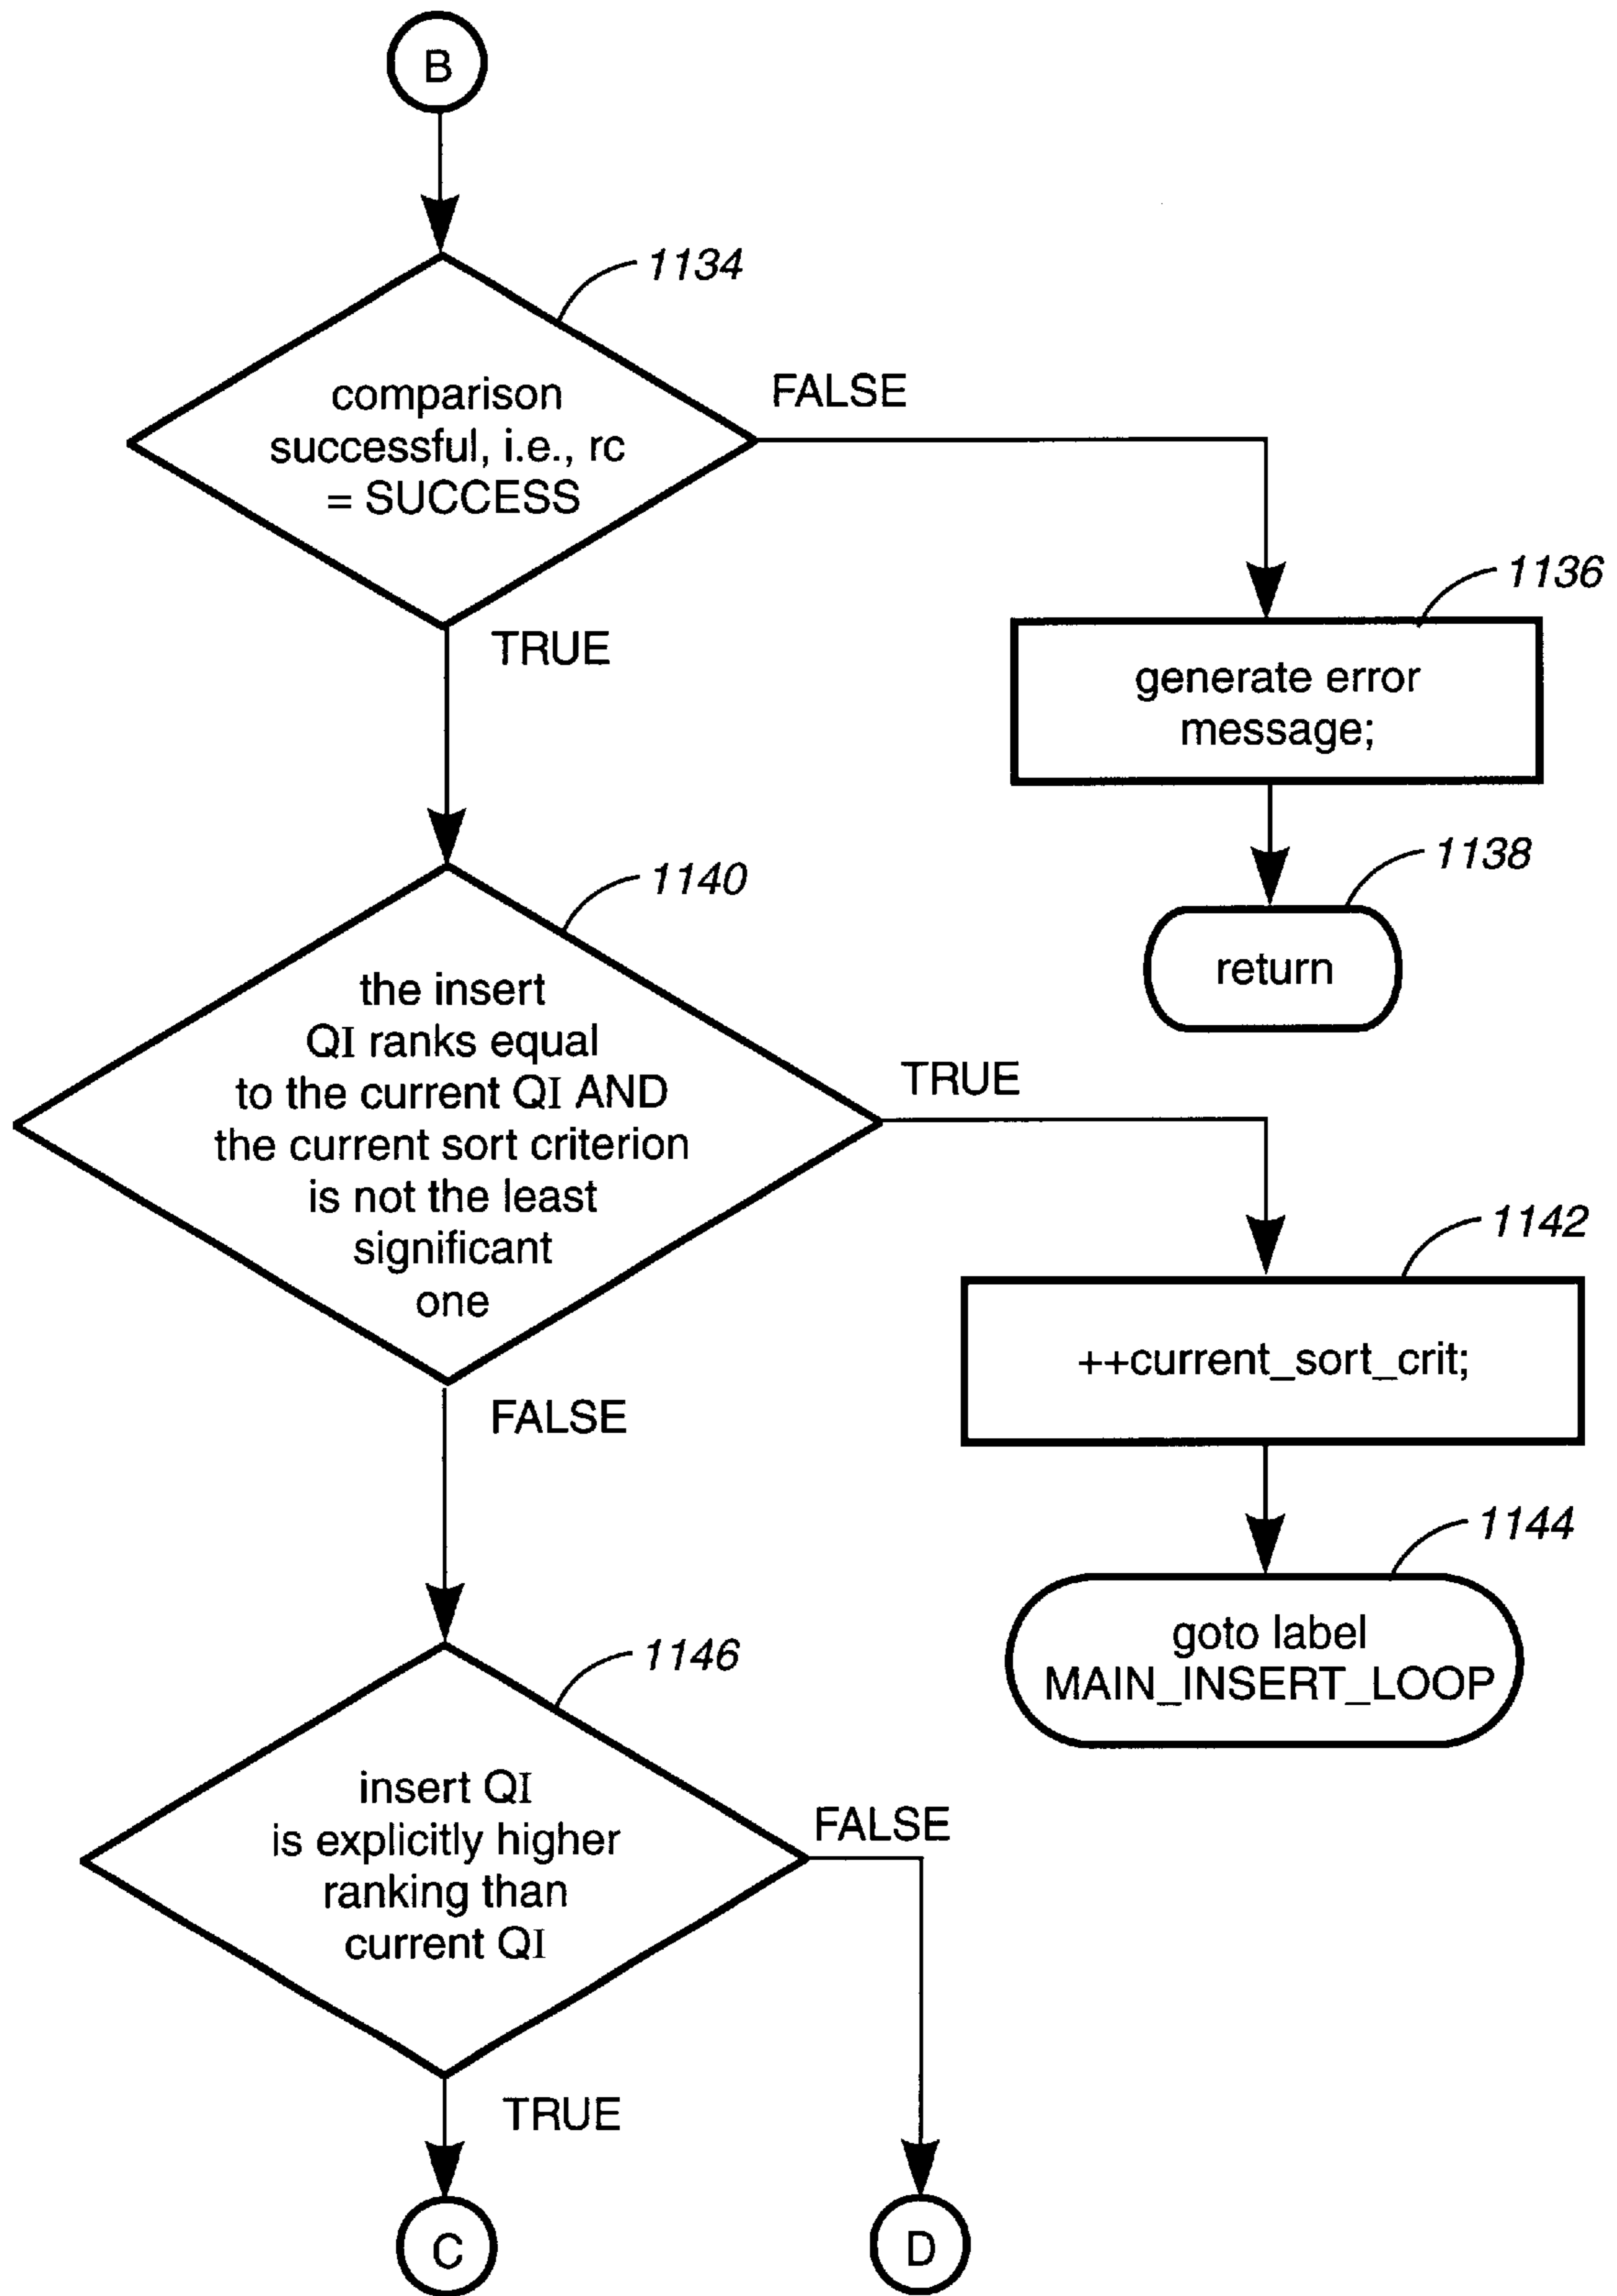 B
1134
comparison
successful, i.e., rc
= SUCCESS
FALSE
TRUE
1136
generate error
message;
1138
return
1140
the insert
QI ranks equal
to the current QI AND
the current sort criterion
is not the least
significant
one
TRUE
FALSE
1142
++current_sort_crit;
1144
goto label
MAIN_INSERT_LOOP
1146
insert QI
is explicitly higher
ranking than
current QI
FALSE
TRUE
C
D